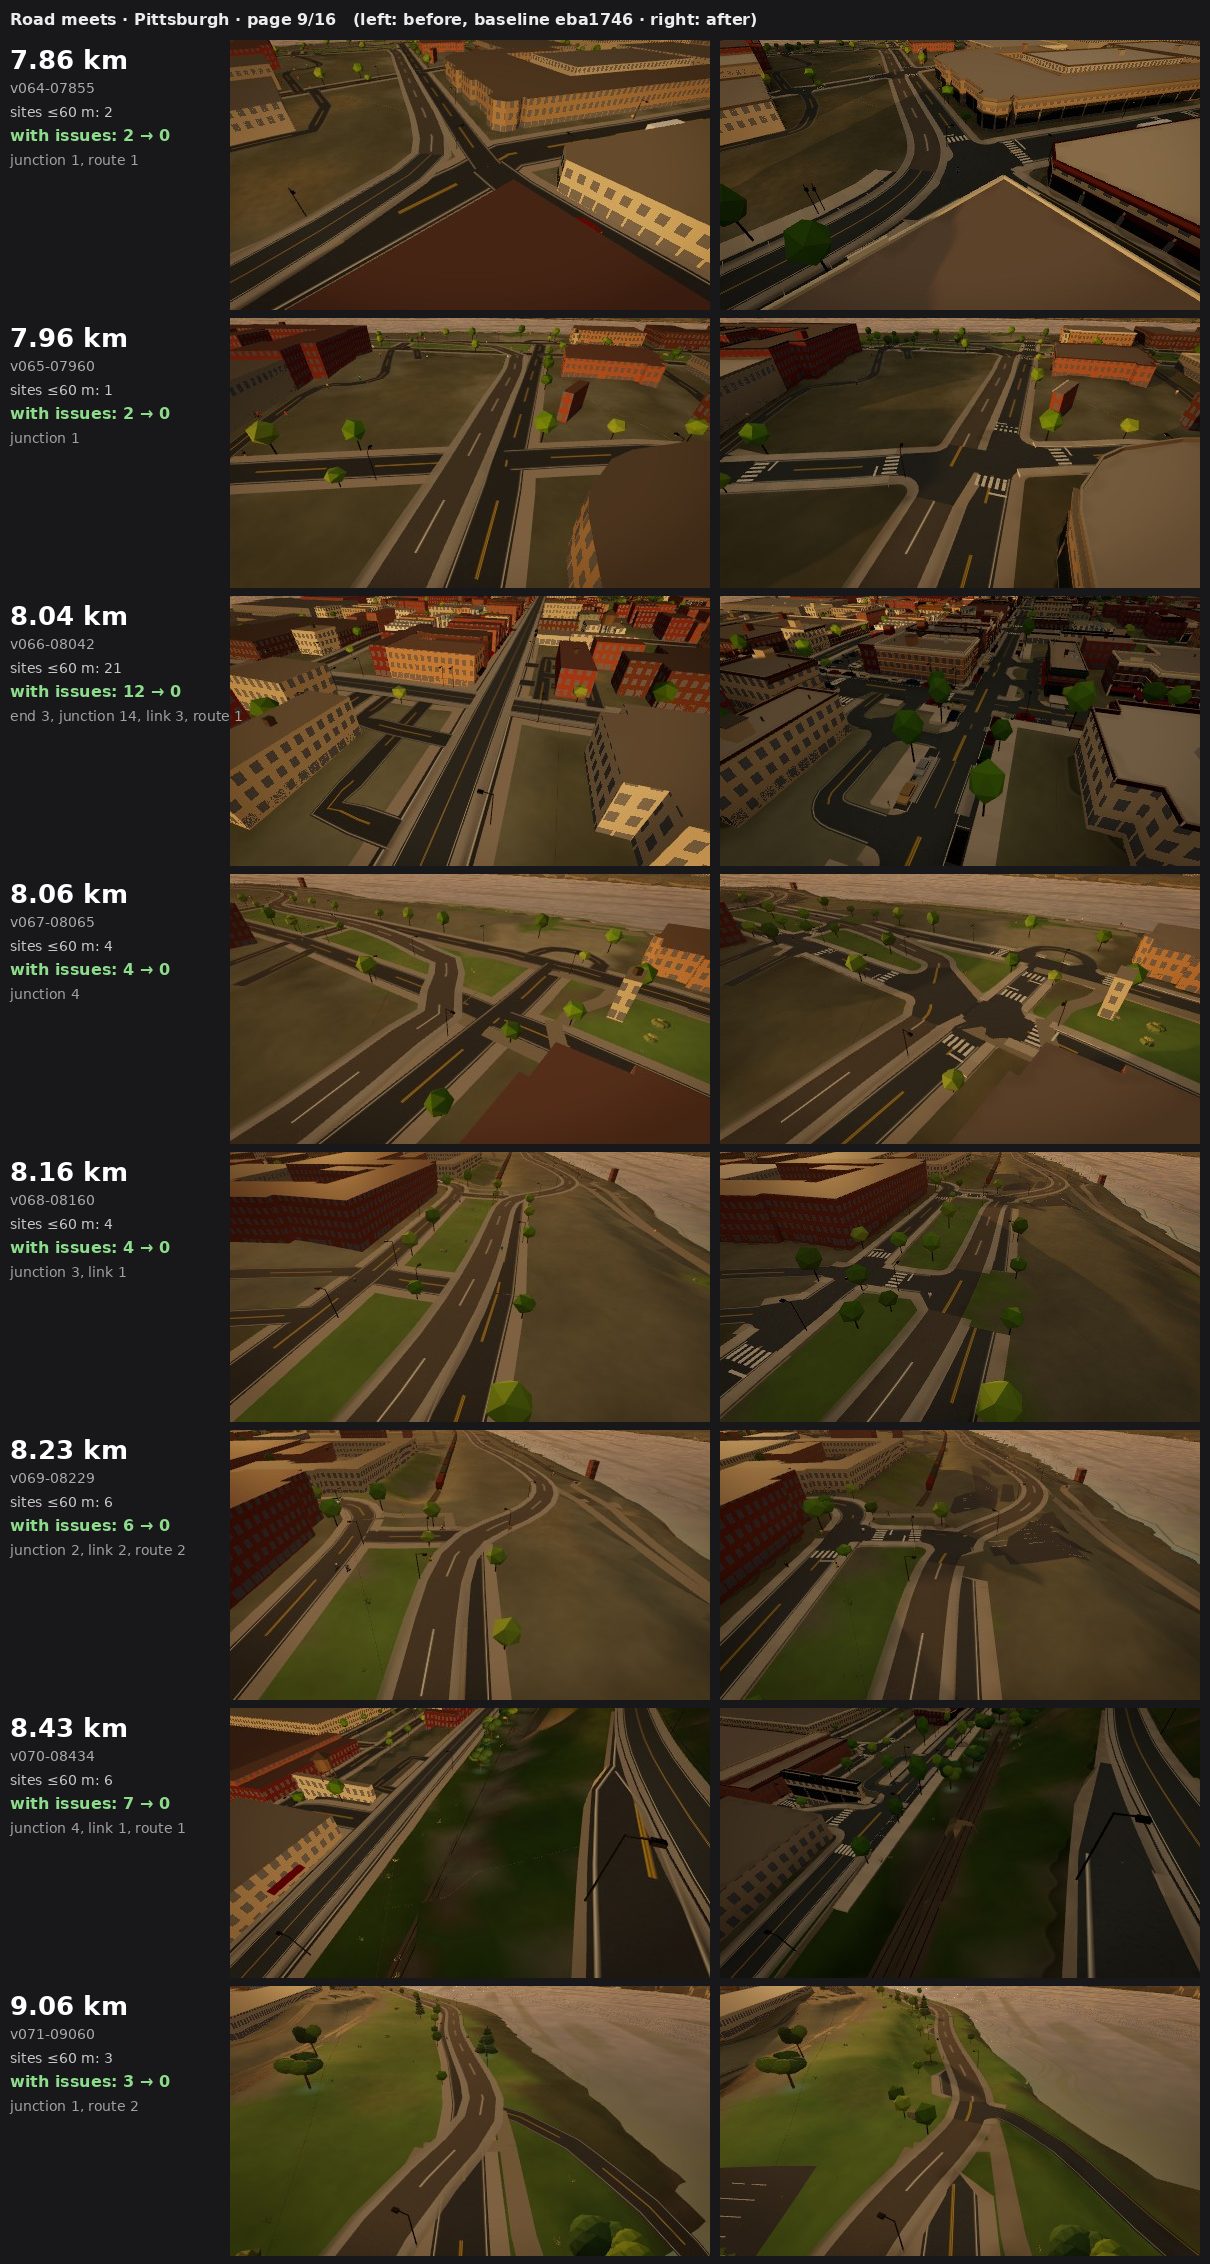 Road meets · Pittsburgh · page 9/16 (left: before, baseline eba1746 · right: after)
7.86 km
v064-07855
sites ≤60 m: 2
with issues: 2 → 0
junction 1, route 1
7.96 km
v065-07960
sites ≤60 m: 1
with issues: 2 → 0
junction 1
8.04 km
v066-08042
sites ≤60 m: 21
with issues: 12 → 0
end 3, junction 14, link 3, route 1
8.06 km
v067-08065
sites ≤60 m: 4
with issues: 4 → 0
junction 4
8.16 km
v068-08160
sites ≤60 m: 4
with issues: 4 → 0
junction 3, link 1
8.23 km
v069-08229
sites ≤60 m: 6
with issues: 6 → 0
junction 2, link 2, route 2
8.43 km
v070-08434
sites ≤60 m: 6
with issues: 7 → 0
junction 4, link 1, route 1
9.06 km
v071-09060
sites ≤60 m: 3
with issues: 3 → 0
junction 1, route 2